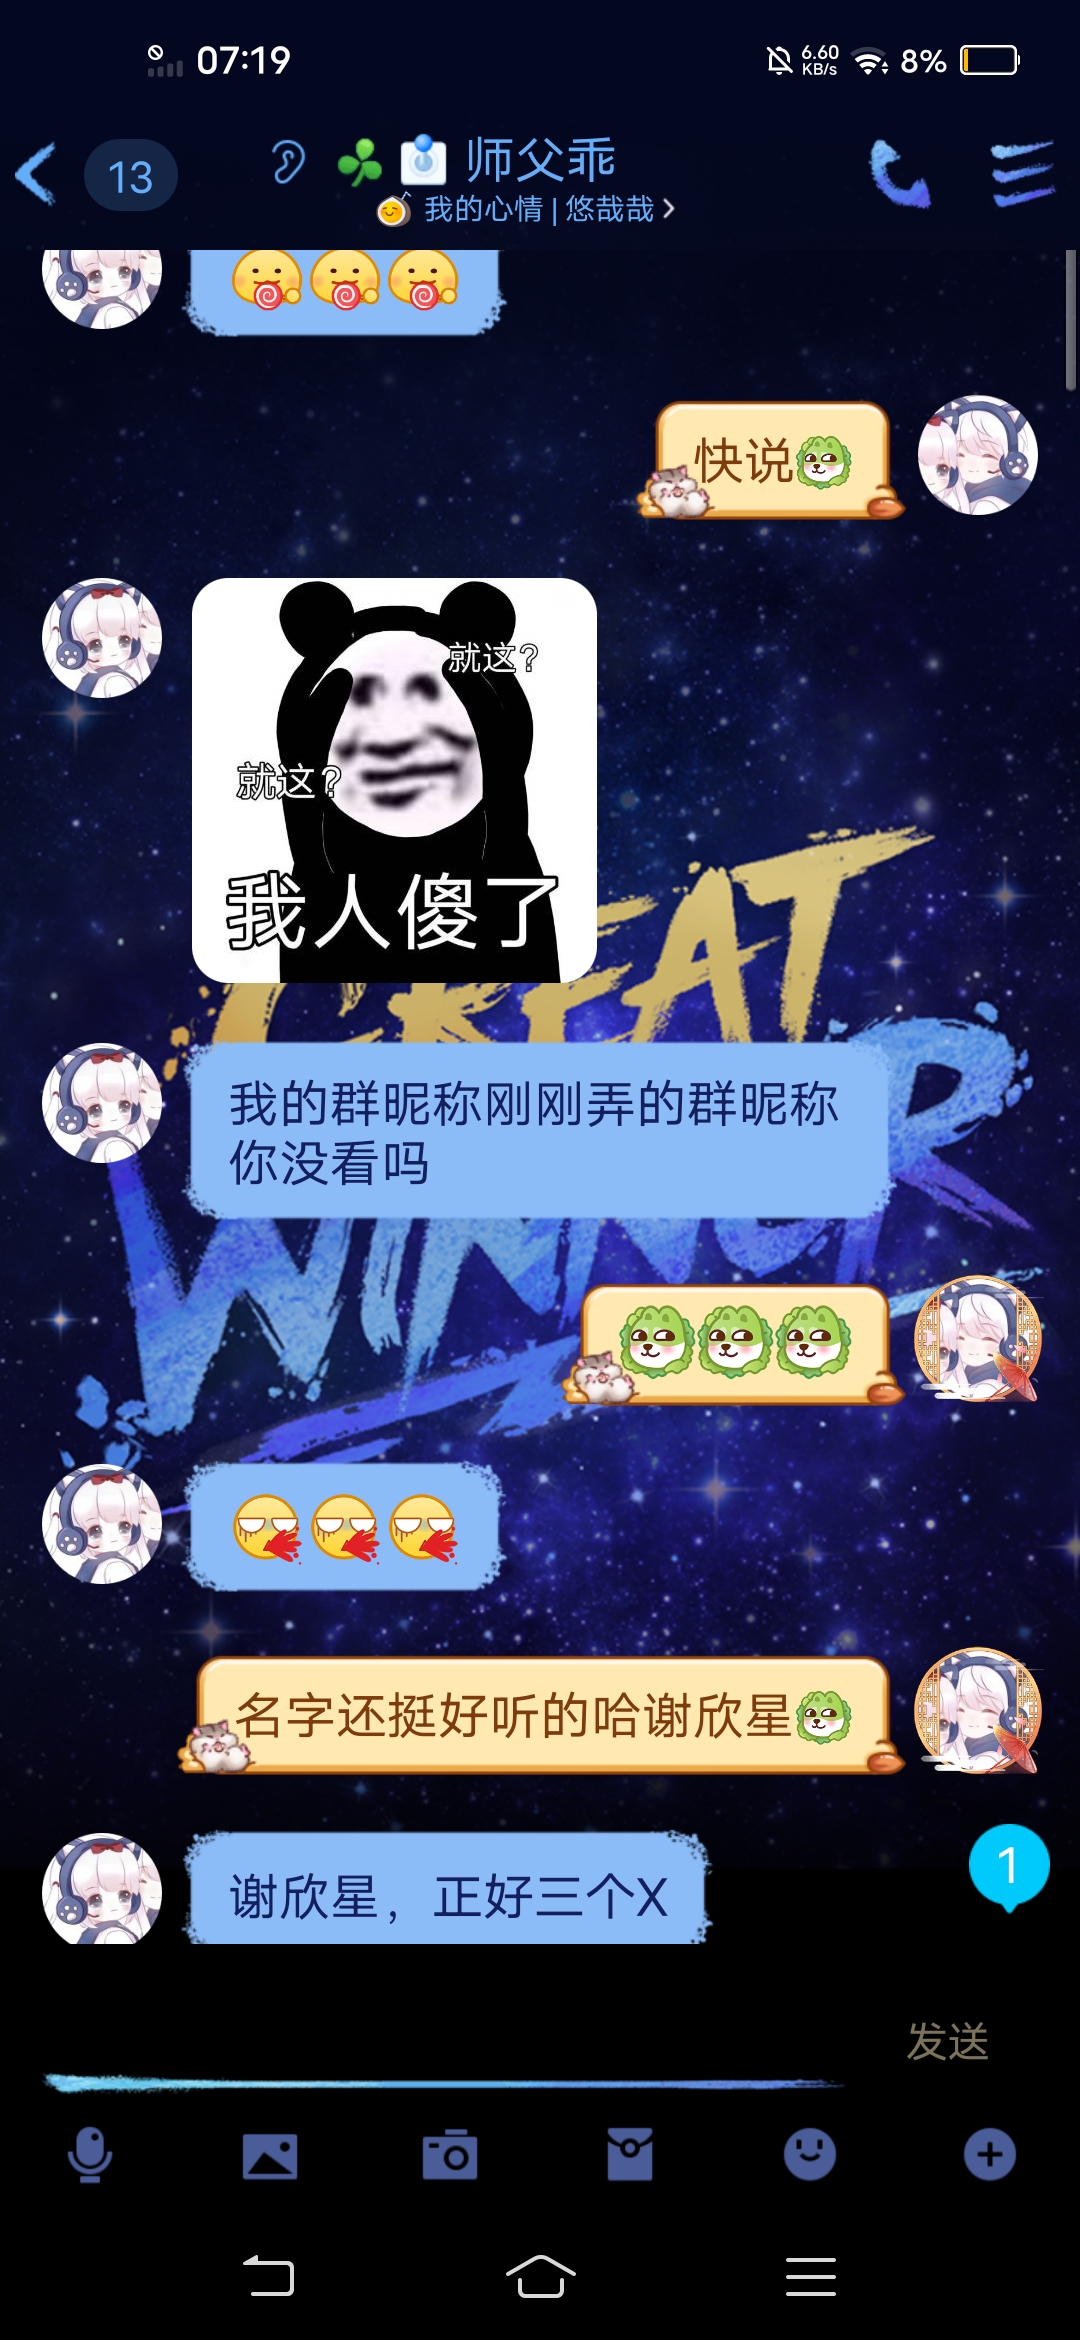 07:19
6.60
KB/s
8%
13
师父乖
我的心情 | 悠哉哉
快说
就这?
就这?
我人傻了
GREAT
WINNER
我的群昵称刚刚弄的群昵称
你没看吗
名字还挺好听的哈谢欣星
谢欣星，正好三个X
1
发送